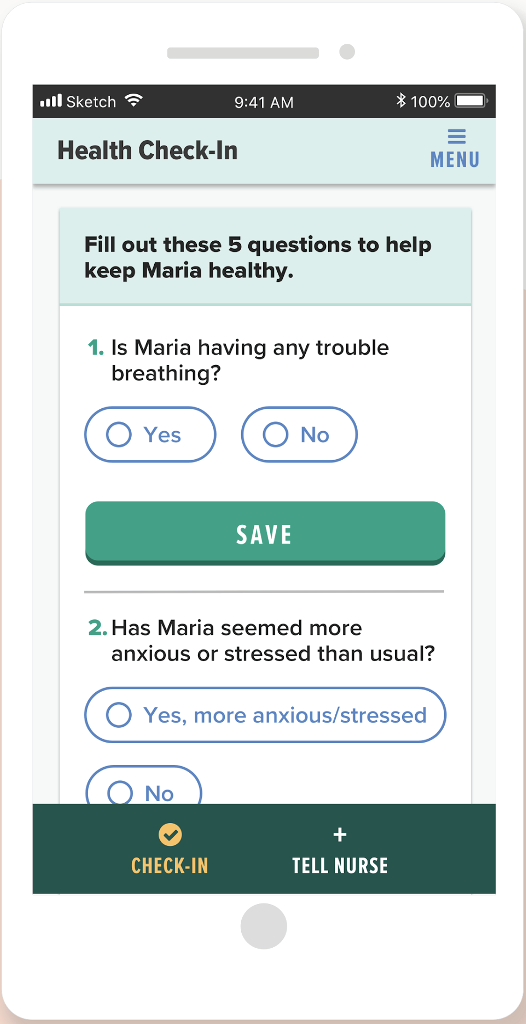 Sketch 9:41 AM 100%
Health Check-In
MENU
Fill out these 5 questions to help
keep Maria healthy.
1. Is Maria having any trouble
breathing?
Yes No
SAVE
2. Has Maria seemed more
anxious or stressed than usual?
Yes, more anxious/stressed
No
+
CHECK-IN TELL NURSE